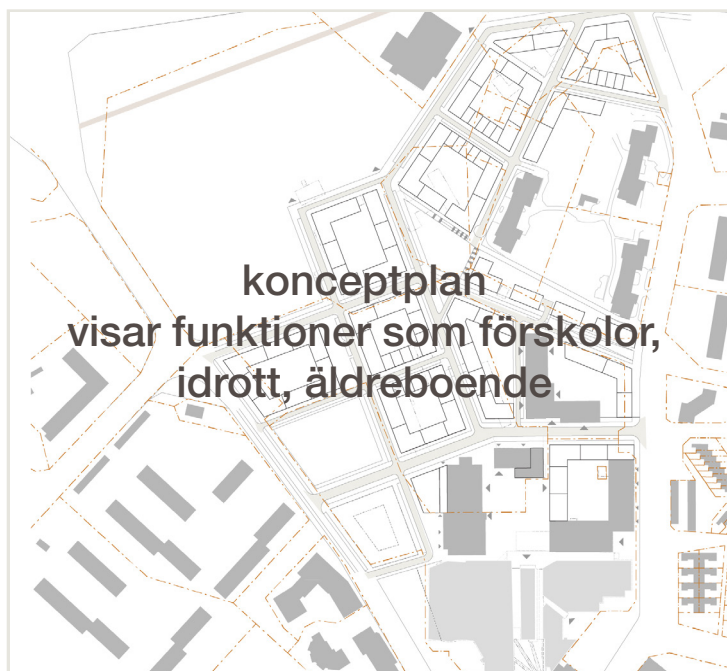 konceptplan
visar funktioner som förskolor,
idrott, äldreboende